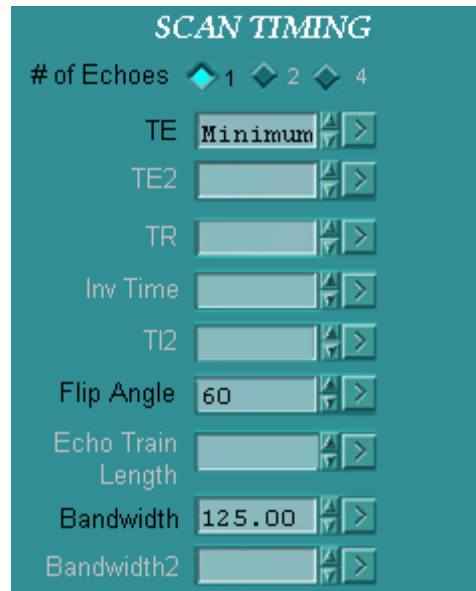 SCAN TIMING
# of Echoes 1 2 4
TE Minimum
TE2
TR
Inv Time
TI2
Flip Angle 60
Echo Train
Length
Bandwidth 125.00
Bandwidth2